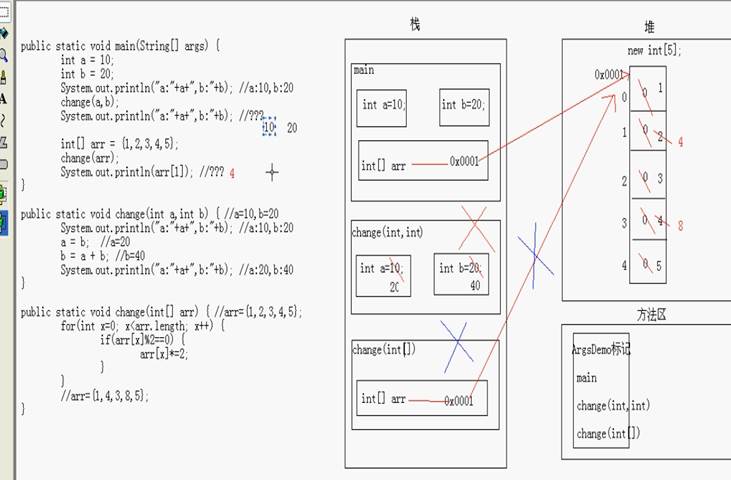 public static void main(String[] args) {
int a = 10;
int b = 20;
System.out.println("a:"+a+",b:"+b); //a:10,b:20
change(a,b);
System.out.println("a:"+a+",b:"+b); //???
10 20
int[] arr = {1,2,3,4,5};
change(arr);
System.out.println(arr[1]); //??? 4
}
public static void change(int a,int b) { //a=10,b=20
System.out.println("a:"+a+",b:"+b); //a:10,b:20
a = b; //a=20
b = a + b; //b=40
System.out.println("a:"+a+",b:"+b); //a:20,b:40
}
public static void change(int[] arr) { //arr={1,2,3,4,5};
for(int x=0; x<arr.length; x++) {
if(arr[x]%2==0) {
arr[x]*=2;
}
}
//arr={1,4,3,8,5};
}
栈
main
int a=10;
int b=20;
int[] arr
0x0001
change(int,int)
int a=10;
20
int b=20;
40
change(int[])
int[] arr
0x0001
堆
new int[5];
0x0001
0 0 1
1 0 2 4
2 0 3
3 0 4 8
4 0 5
方法区
ArgsDemo标记
main
change(int,int)
change(int[])